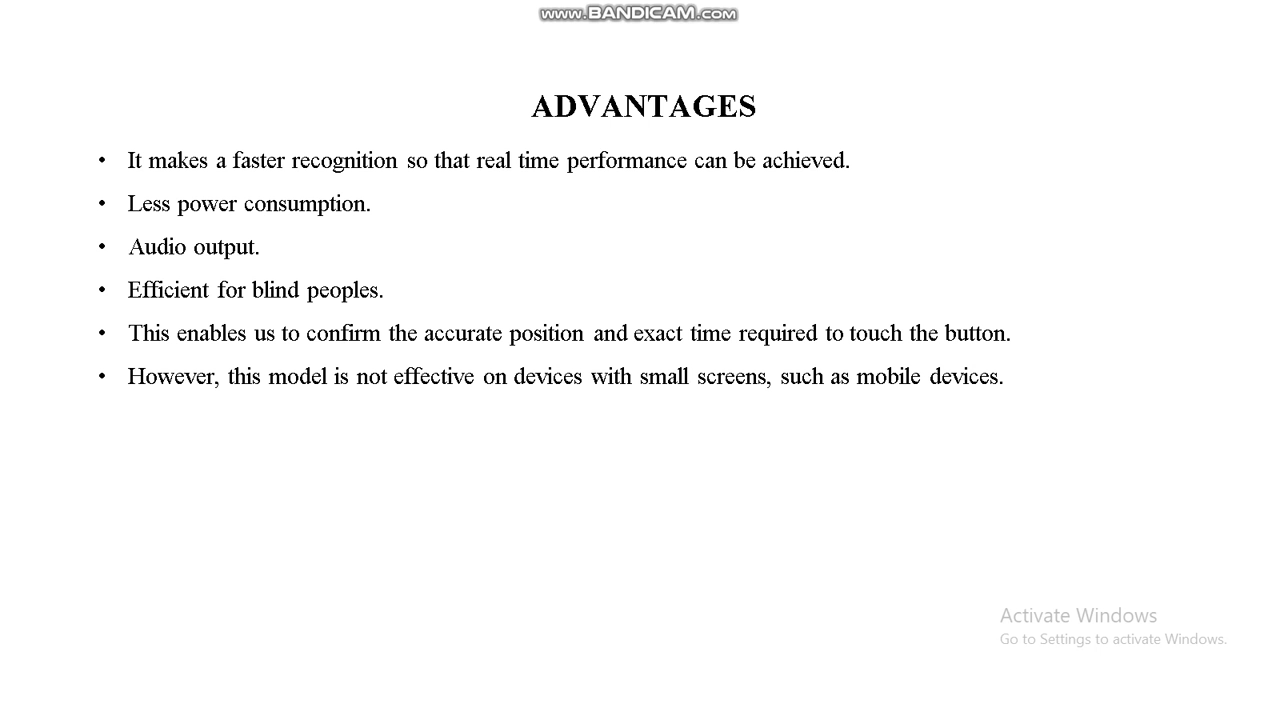 www.BANDICAM.com
ADVANTAGES
• It makes a faster recognition so that real time performance can be achieved.
• Less power consumption.
• Audio output.
• Efficient for blind peoples.
• This enables us to confirm the accurate position and exact time required to touch the button.
• However, this model is not effective on devices with small screens, such as mobile devices.
Activate Windows
Go to Settings to activate Windows.